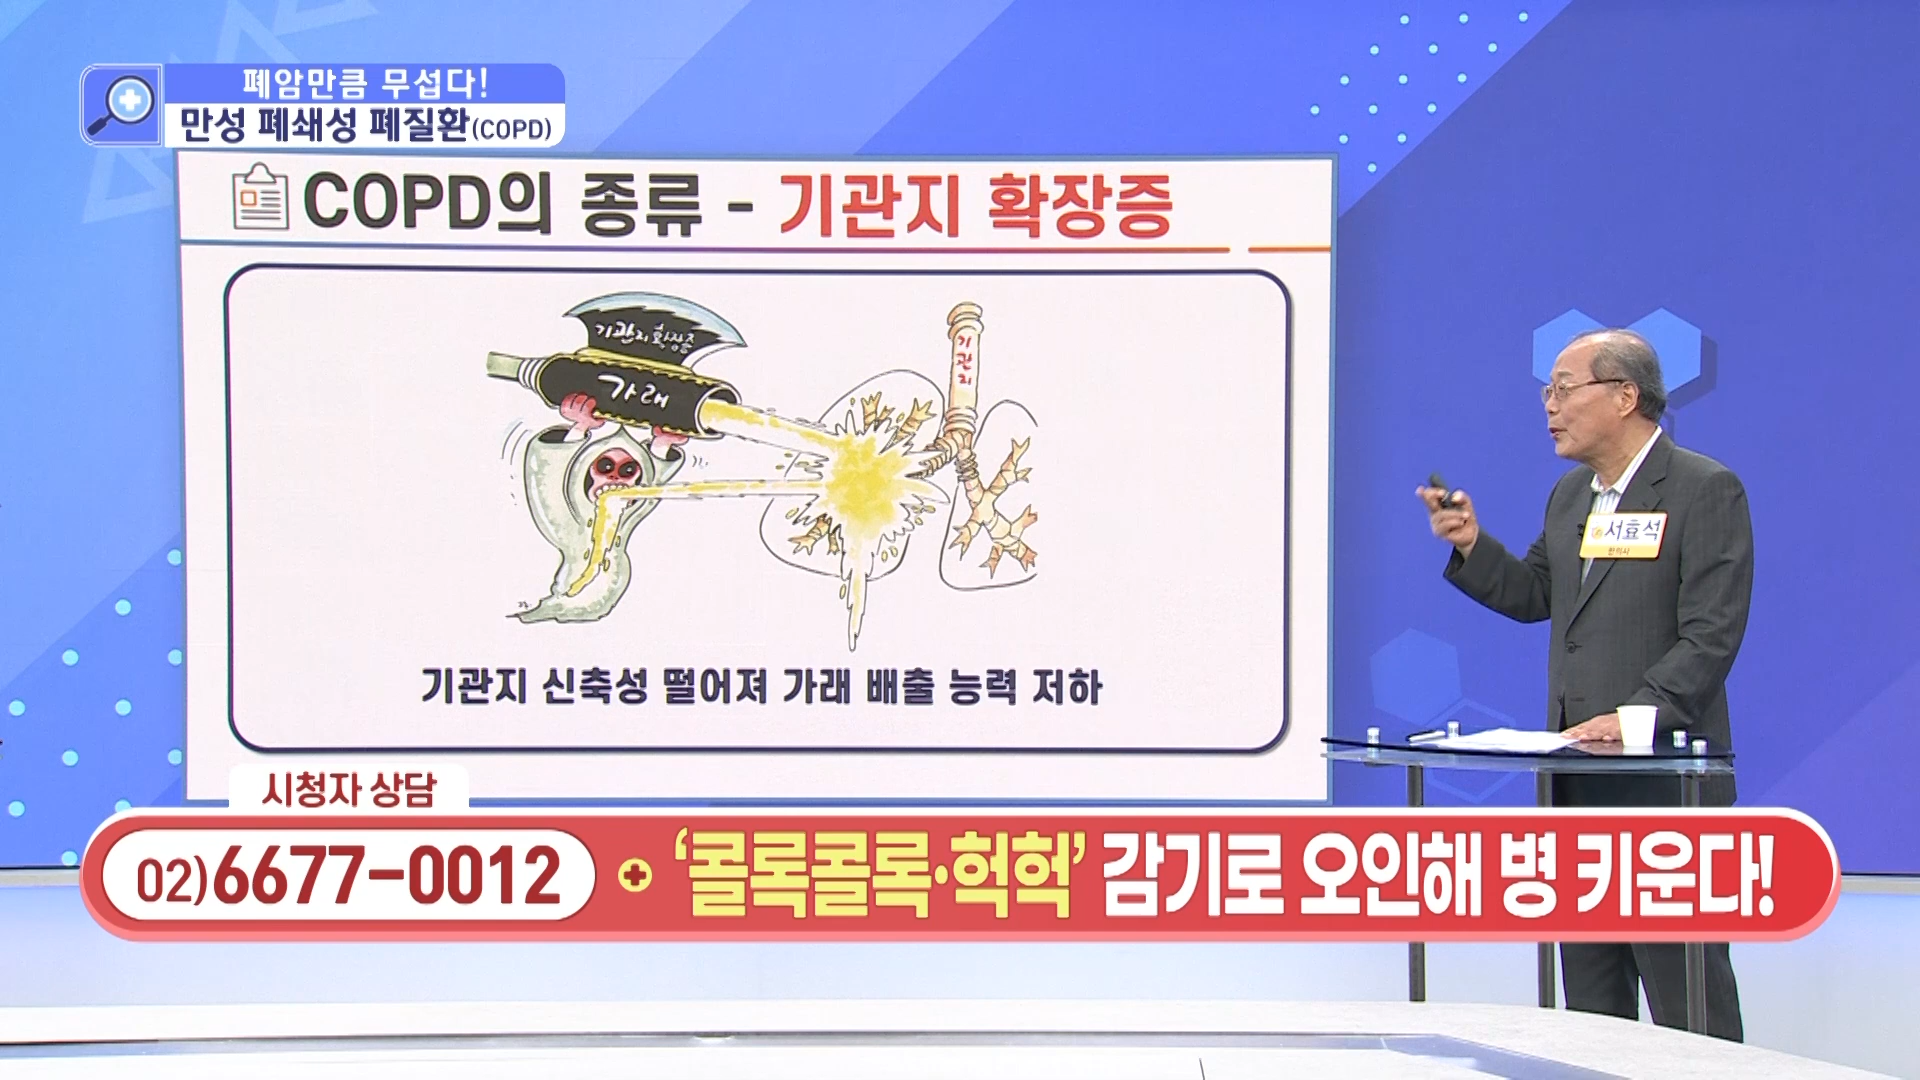 폐암만큼 무섭다!
만성 폐쇄성 폐질환(COPD)
COPD의 종류 - 기관지 확장증
기관지 확장증
가래
기관지
기관지 신축성 떨어져 가래 배출 능력 저하
서효석
한의사
시청자 상담
02)6677-0012
‘콜록콜록·헉헉’ 감기로 오인해 병 키운다!